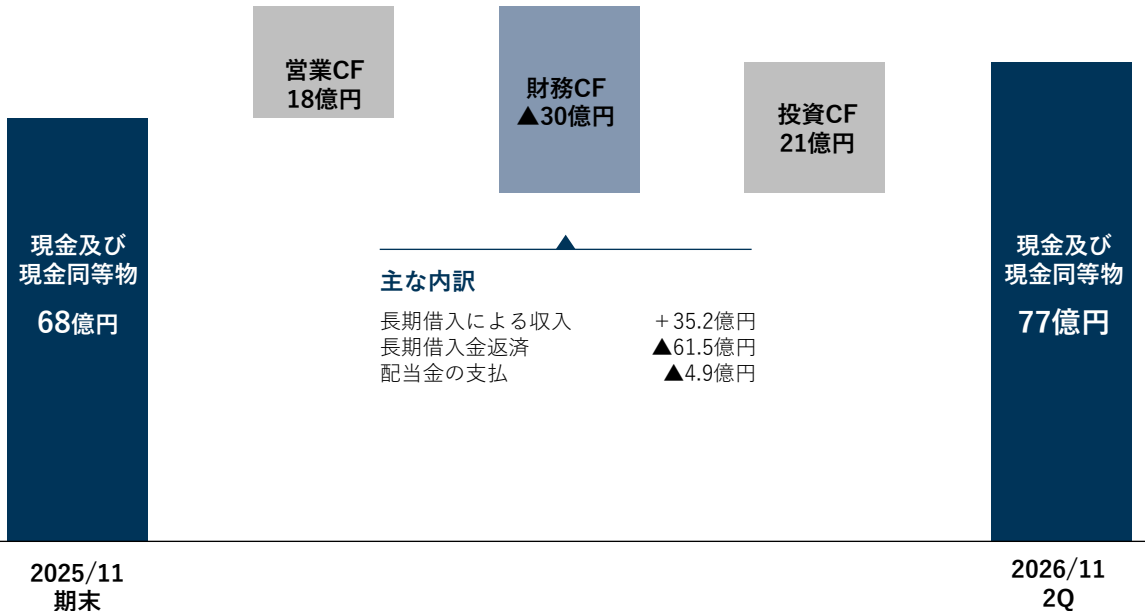 営業CF
18億円
財務CF
▲30億円
投資CF
21億円
現金及び
現金同等物
68億円
現金及び
現金同等物
77億円
主な内訳
長期借入による収入 +35.2億円
長期借入金返済 ▲61.5億円
配当金の支払 ▲4.9億円
2025/11
期末
2026/11
2Q